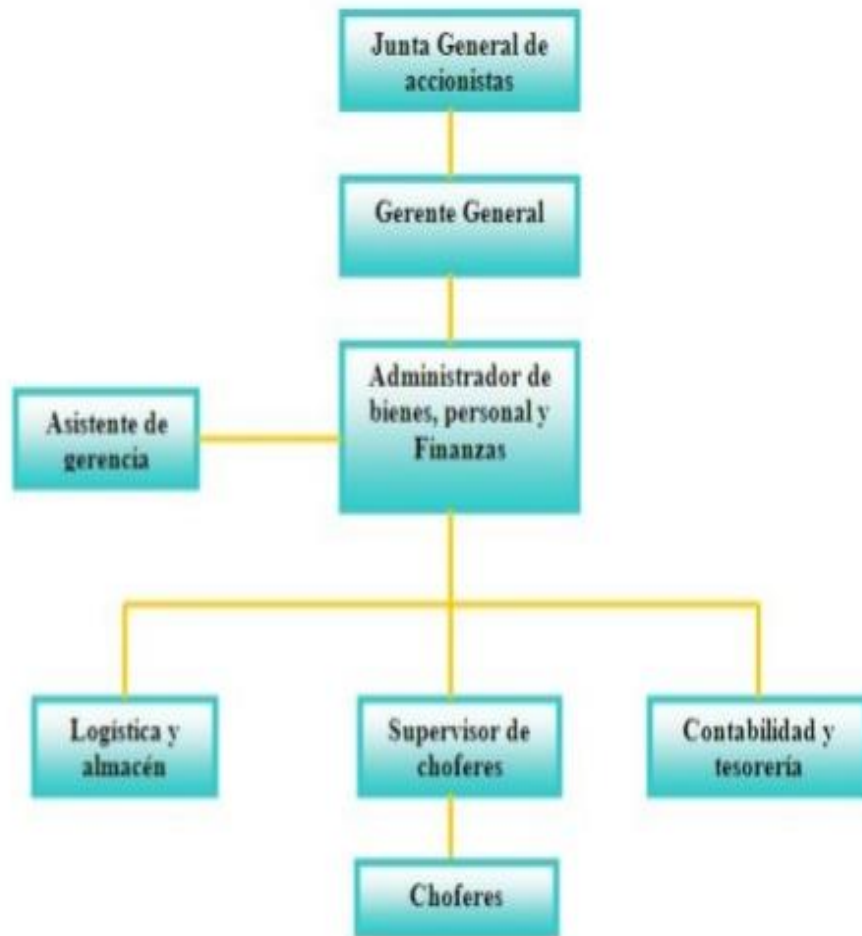 Junta General de
accionistas
Gerente General
Administrador de
bienes, personal y
Finanzas
Asistente de
gerencia
Logística y
almacén
Supervisor de
choferes
Contabilidad y
tesorería
Choferes